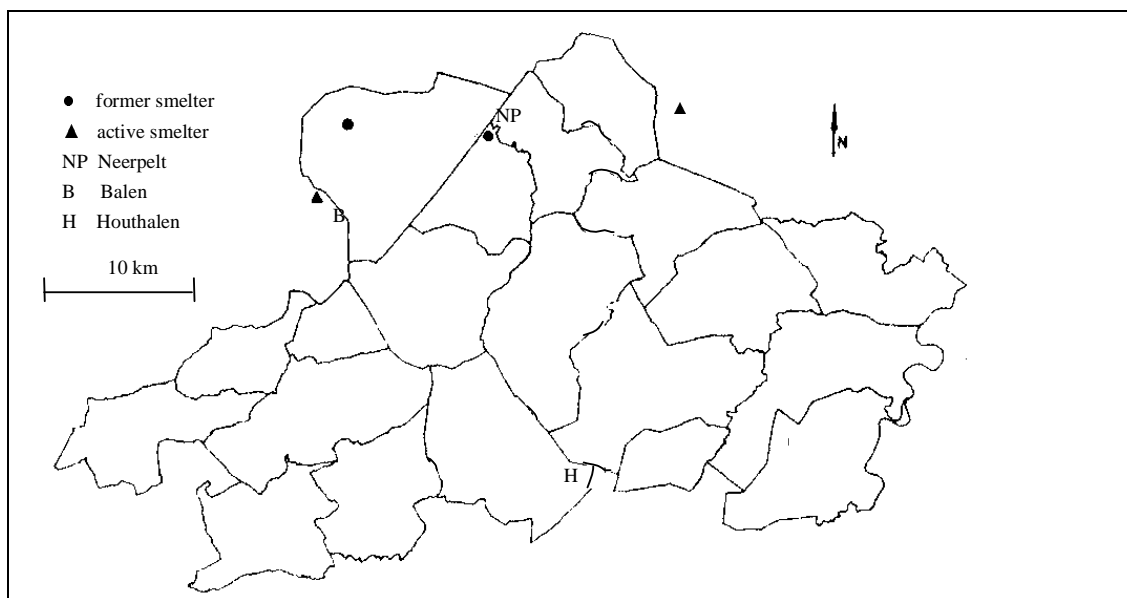 former smelter
active smelter
NP Neerpelt
B Balen
H Houthalen
10 km
NP
B
H
N